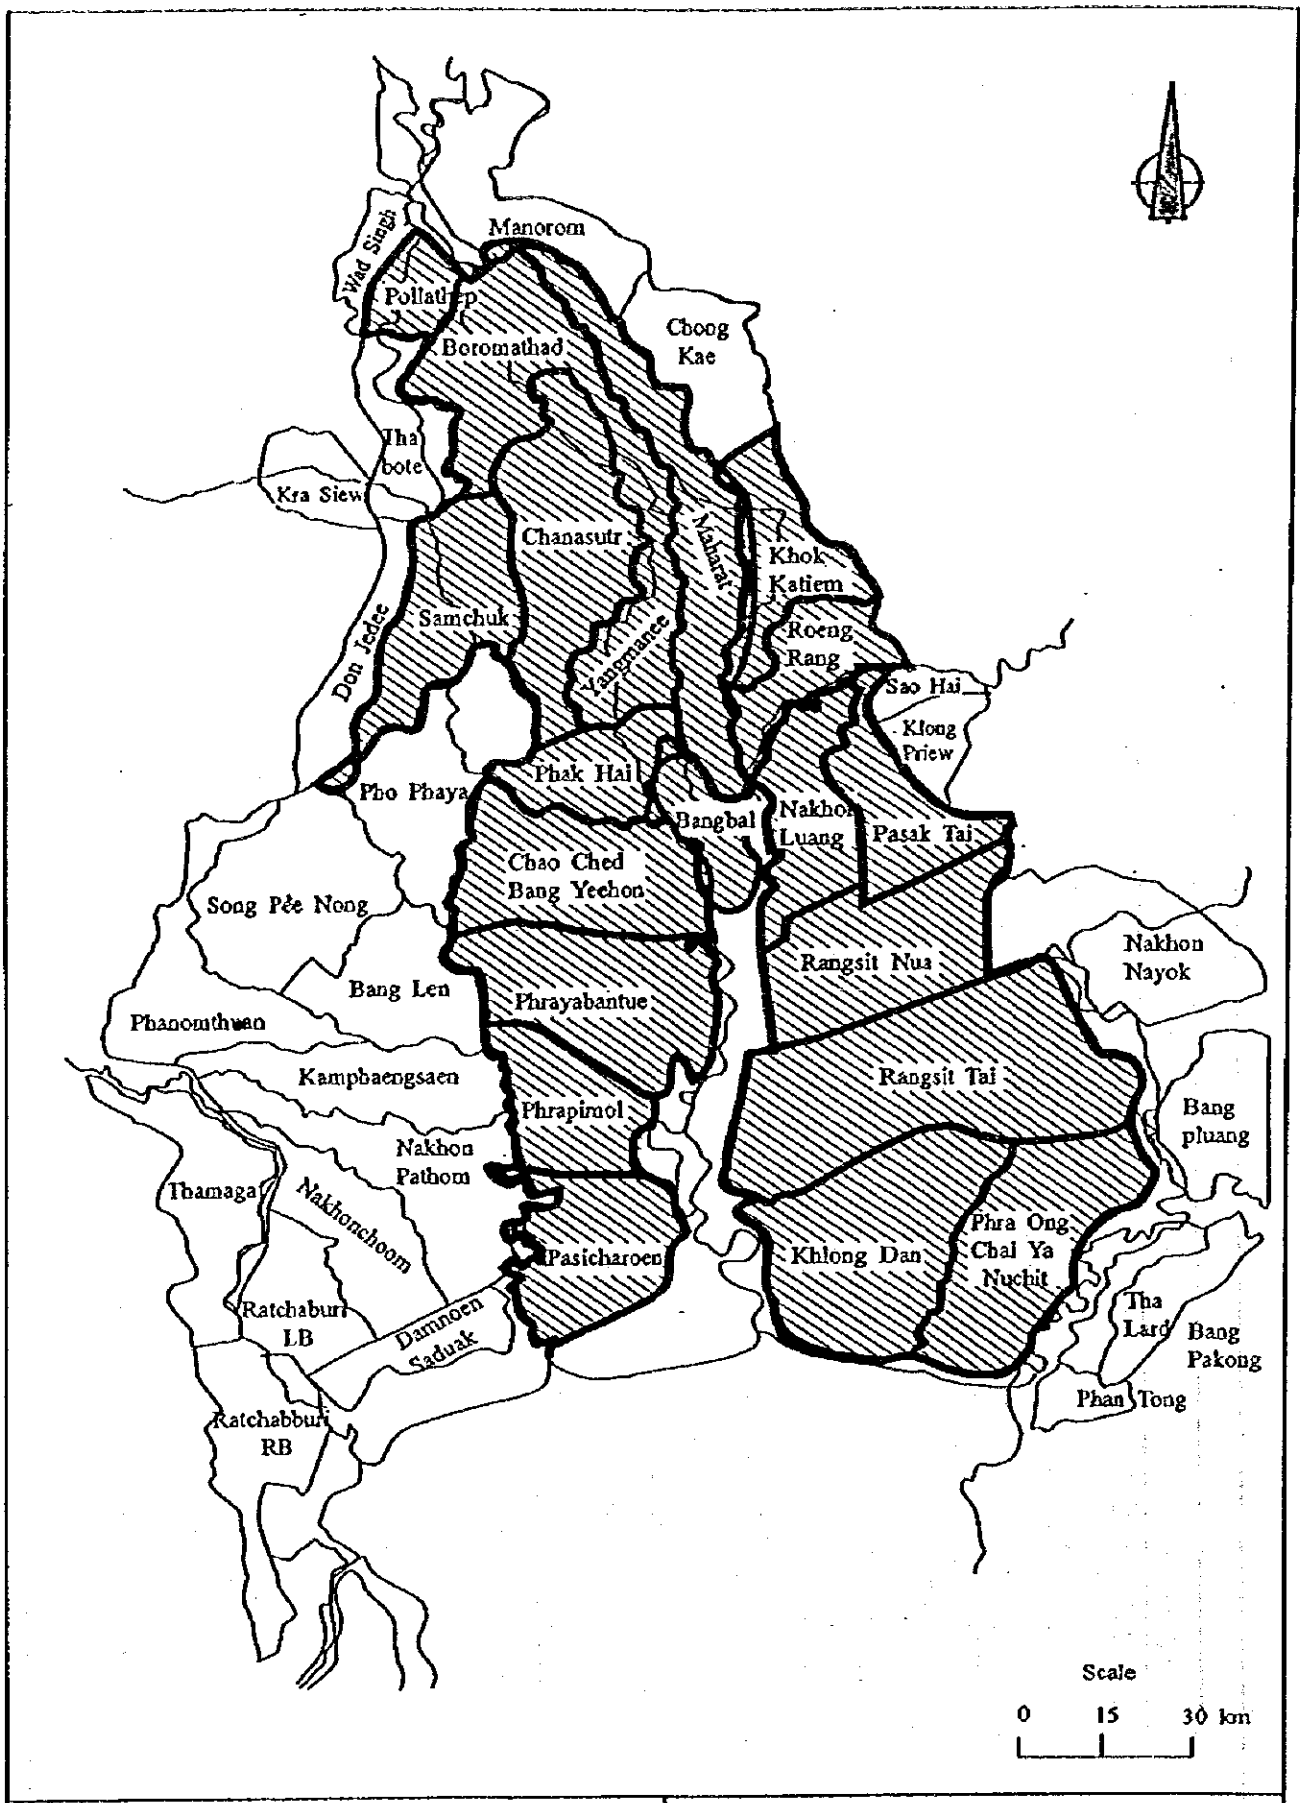 Manorom
Wad Singh
Pollathep
Boromathad
Choog
Kae
Tha
bote
Kra Siew
Chanasutr
Maharat
Khok
Katiem
Samchuk
Roeng
Rang
Don Jedee
Yangmanee
Sao Hai
Klong
Priew
Phak Hai
Pho Phaya
Bangbal
Nakhon
Luang
Pasak Tai
Chao Ched
Bang Yeehon
Song Pee Nong
Rangsit Nua
Nakhon
Nayok
Bang Len
Phrayabantue
Phanomthuan
Kamphaengsaen
Rangsit Tai
Phrapimol
Bang
pluang
Nakhon
Pathom
Thamaga
Nakhonchoom
Phra Ong
Chai Ya
Nuchit
Khlong Dan
Pasicharoen
Ratchaburi
LB
Damnoen
Saduak
Tha
Lard
Bang
Pakong
Phan Tong
Ratchabburi
RB
Scale
0 15 30 km